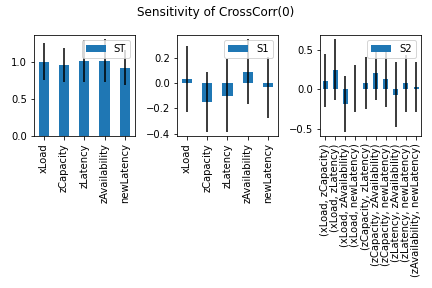 Sensitivity of CrossCorr(0)
ST
1.0
0.5
0.0
xLoad
zCapacity
zLatency
zAvailability
newLatency
S1
0.2
0.0
−0.2
−0.4
xLoad
zCapacity
zLatency
zAvailability
newLatency
S2
0.5
0.0
−0.5
(xLoad, zCapacity)
(xLoad, zLatency)
(xLoad, zAvailability)
(xLoad, newLatency)
(zCapacity, zLatency)
(zCapacity, zAvailability)
(zCapacity, newLatency)
(zLatency, zAvailability)
(zLatency, newLatency)
(zAvailability, newLatency)